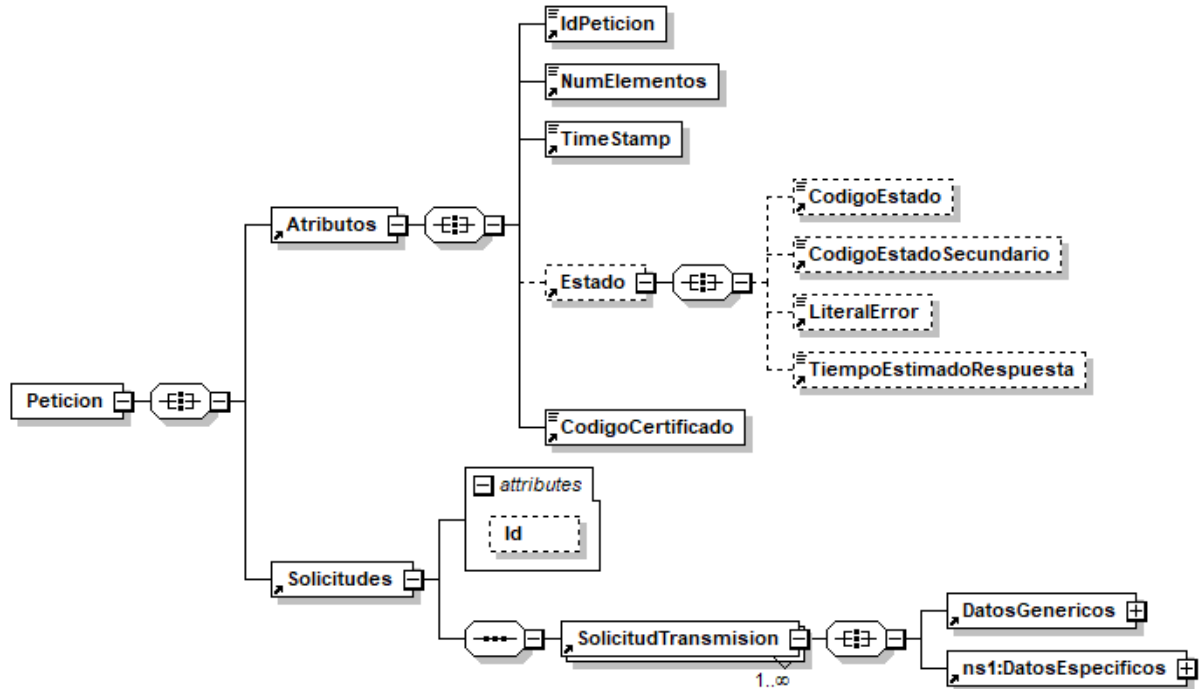 IdPeticion
NumElementos
TimeStamp
CodigoEstado
Atributos
CodigoEstadoSecundario
Estado
LiteralError
TiempoEstimadoRespuesta
Peticion
CodigoCertificado
attributes
Id
Solicitudes
DatosGenericos
SolicitudTransmision
ns1:DatosEspecificos
1..∞